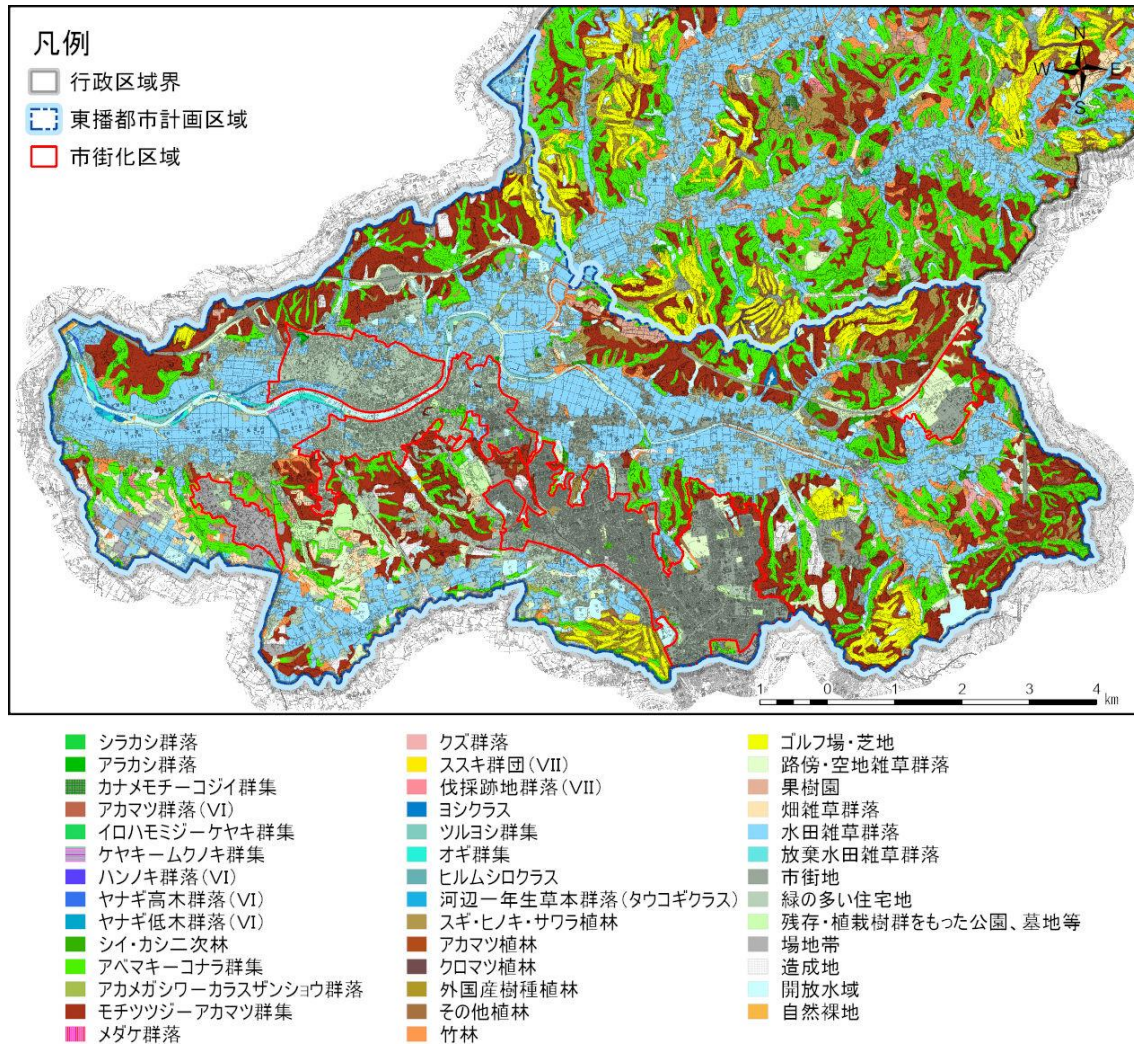 凡例
行政区域界
東播都市計画区域
市街化区域
N
W E
S
1 0 1 2 3 4
km
シラカシ群落
アラカシ群落
カナメモチーコジイ群集
アカマツ群落(VI)
イロハモミジーケヤキ群集
ケヤキームクノキ群集
ハンノキ群落(VI)
ヤナギ高木群落(VI)
ヤナギ低木群落(VI)
シイ・カシ二次林
アベマキーコナラ群集
アカメガシワーカラスザンショウ群落
モチツツジーアカマツ群集
メダケ群落
クズ群落
ススキ群団(VII)
伐採跡地群落(VII)
ヨシクラス
ツルヨシ群集
オギ群集
ヒルムシロクラス
河辺一年生草本群落(タウコギクラス)
スギ・ヒノキ・サワラ植林
アカマツ植林
クロマツ植林
外国産樹種植林
その他植林
竹林
ゴルフ場・芝地
路傍・空地雑草群落
果樹園
畑雑草群落
水田雑草群落
放棄水田雑草群落
市街地
緑の多い住宅地
残存・植栽樹群をもった公園、墓地等
場地帯
造成地
開放水域
自然裸地